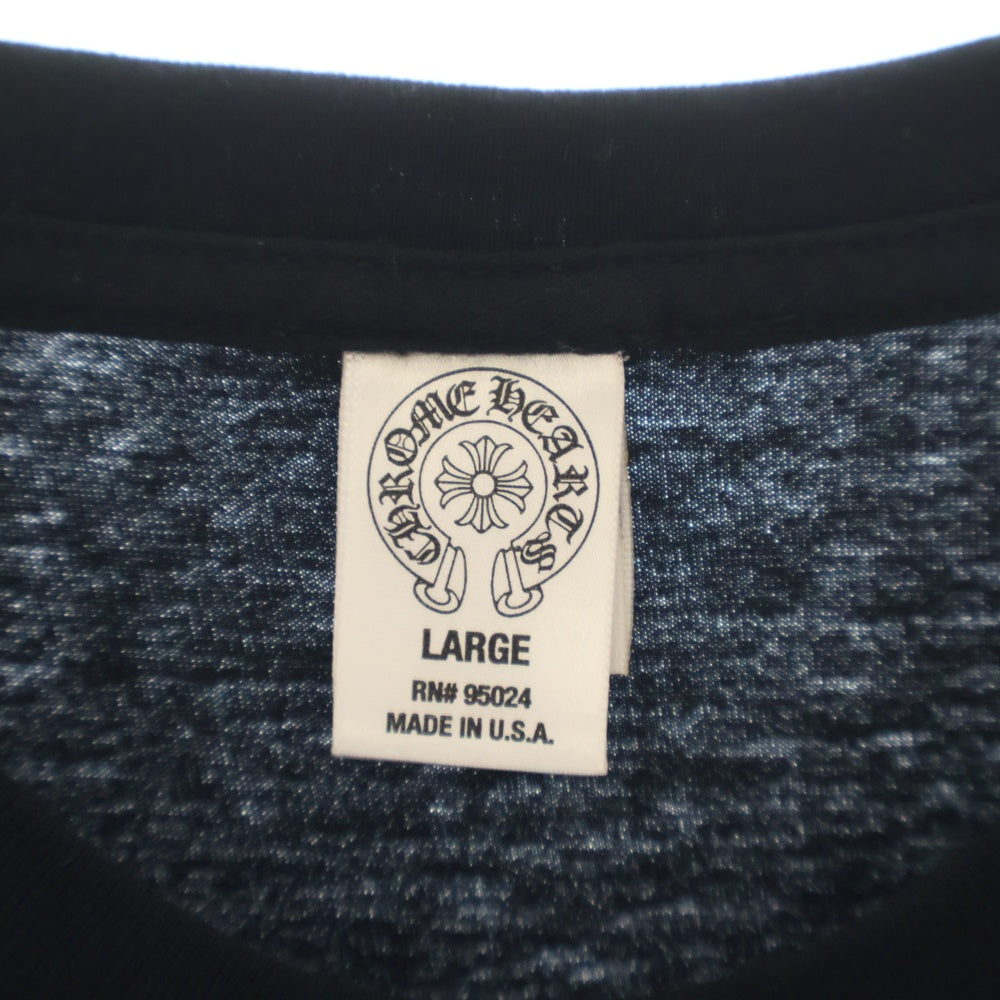 CHROME HEARTS
LARGE
RN# 95024
MADE IN U.S.A.